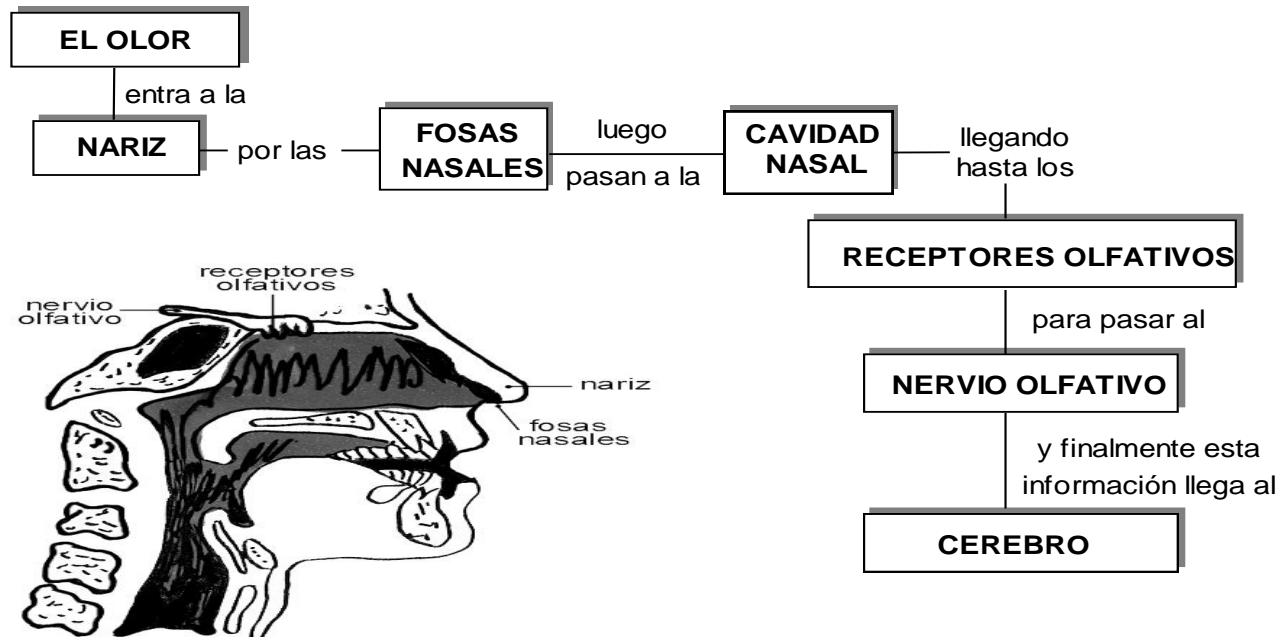 EL OLOR
entra a la
NARIZ
por las
FOSAS
NASALES
luego
pasan a la
CAVIDAD
NASAL
llegando
hasta los
RECEPTORES OLFATIVOS
para pasar al
NERVIO OLFATIVO
y finalmente esta
información llega al
CEREBRO
receptores
olfativos
nervio
olfativo
nariz
fosas
nasales